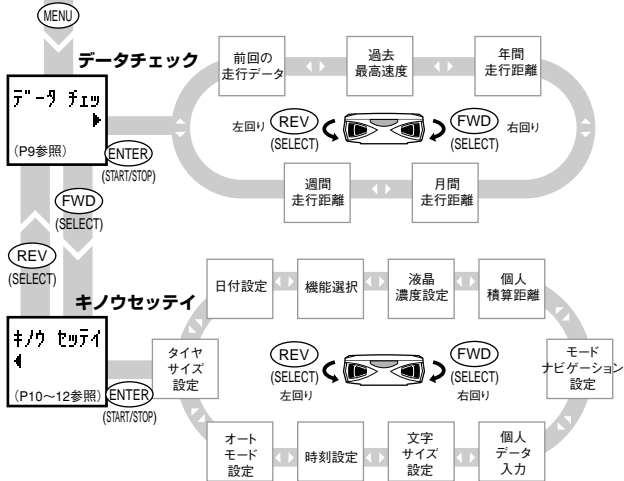 MENU
データチェック
データ チェッ
(P9参照)
ENTER
(START/STOP)
前回の
走行データ
過去
最高速度
年間
走行距離
左回り
REV
(SELECT)
FWD
(SELECT)
右回り
週間
走行距離
月間
走行距離
FWD
(SELECT)
REV
(SELECT)
キノウセッテイ
キノウ セッテイ
(P10〜12参照)
ENTER
(START/STOP)
日付設定
機能選択
液晶
濃度設定
個人
積算距離
タイヤ
サイズ
設定
REV
(SELECT)
左回り
FWD
(SELECT)
右回り
モード
ナビゲーション
設定
オート
モード
設定
時刻設定
文字
サイズ
設定
個人
データ
入力